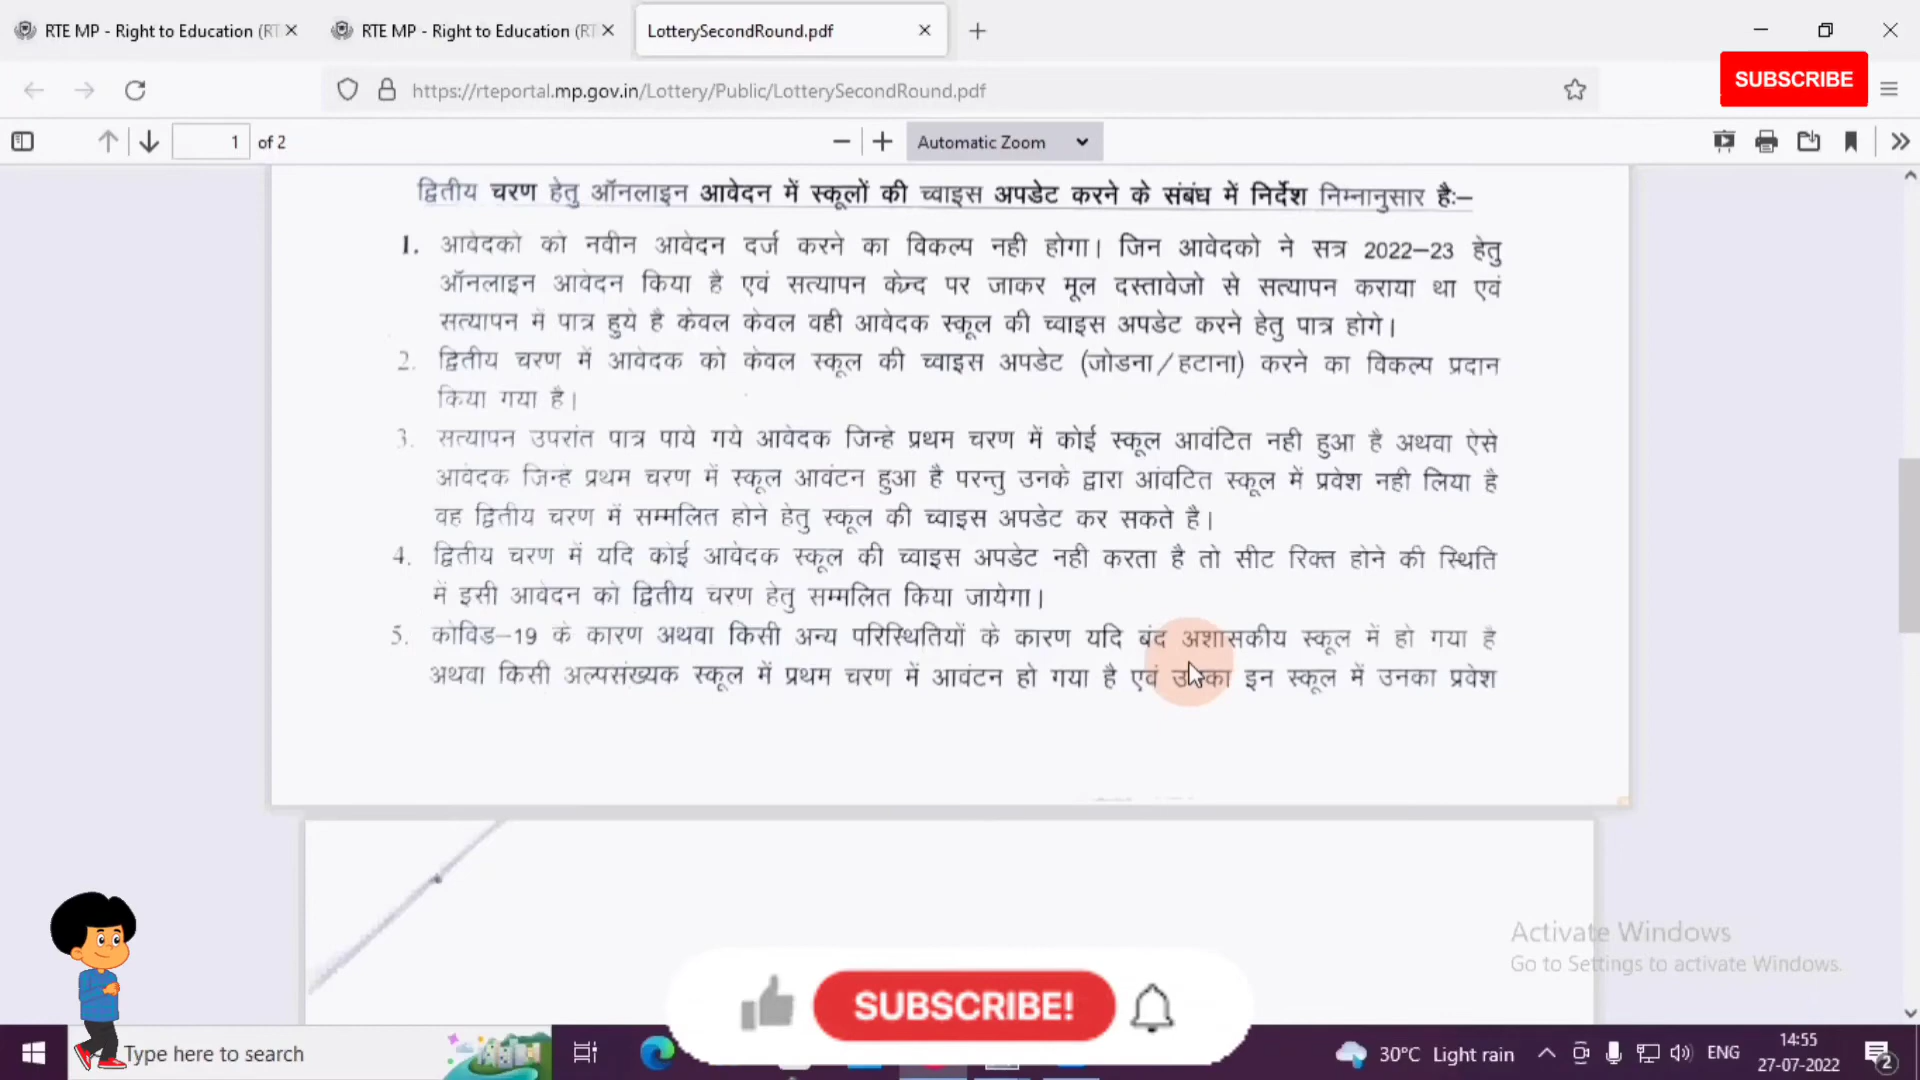 RTE MP - Right to Education (RT
RTE MP - Right to Education (RT
LotterySecondRound.pdf
https://rteportal.mp.gov.in/Lottery/Public/LotterySecondRound.pdf
SUBSCRIBE
1 of 2
Automatic Zoom
द्वितीय चरण हेतु ऑनलाइन आवेदन में स्कूलों की च्वाइस अपडेट करने के संबंध में निर्देश निम्नानुसार है:–
1. आवेदको को नवीन आवेदन दर्ज करने का विकल्प नही होगा। जिन आवेदको ने सत्र 2022–23 हेतु
ऑनलाइन आवेदन किया है एवं सत्यापन केन्द पर जाकर मूल दस्तावेजो से सत्यापन कराया था एवं
सत्यापन में पात्र हुये है केवल केवल वही आवेदक स्कूल की च्वाइस अपडेट करने हेतु पात्र होगे।
2. द्वितीय चरण में आवेदक को केवल स्कूल की च्वाइस अपडेट (जोडना/हटाना) करने का विकल्प प्रदान
किया गया है।
3. सत्यापन उपरांत पात्र पाये गये आवेदक जिन्हे प्रथम चरण में कोई स्कूल आवंटित नही हुआ है अथवा ऐसे
आवेदक जिन्हे प्रथम चरण में स्कूल आवंटन हुआ है परन्तु उनके द्वारा आंवटित स्कूल में प्रवेश नही लिया है
वह द्वितीय चरण में सम्मलित होने हेतु स्कूल की च्वाइस अपडेट कर सकते है।
4. द्वितीय चरण में यदि कोई आवेदक स्कूल की च्वाइस अपडेट नही करता है तो सीट रिक्त होने की स्थिति
में इसी आवेदन को द्वितीय चरण हेतु सम्मलित किया जायेगा।
5. कोविड–19 के कारण अथवा किसी अन्य परिस्थितियों के कारण यदि बंद अशासकीय स्कूल में हो गया है
अथवा किसी अल्पसंख्यक स्कूल में प्रथम चरण में आवंटन हो गया है एवं इन स्कूल में उनका प्रवेश
Activate Windows
Go to Settings to activate Windows.
SUBSCRIBE!
Type here to search
30°C Light rain
ENG
14:55
27-07-2022
2